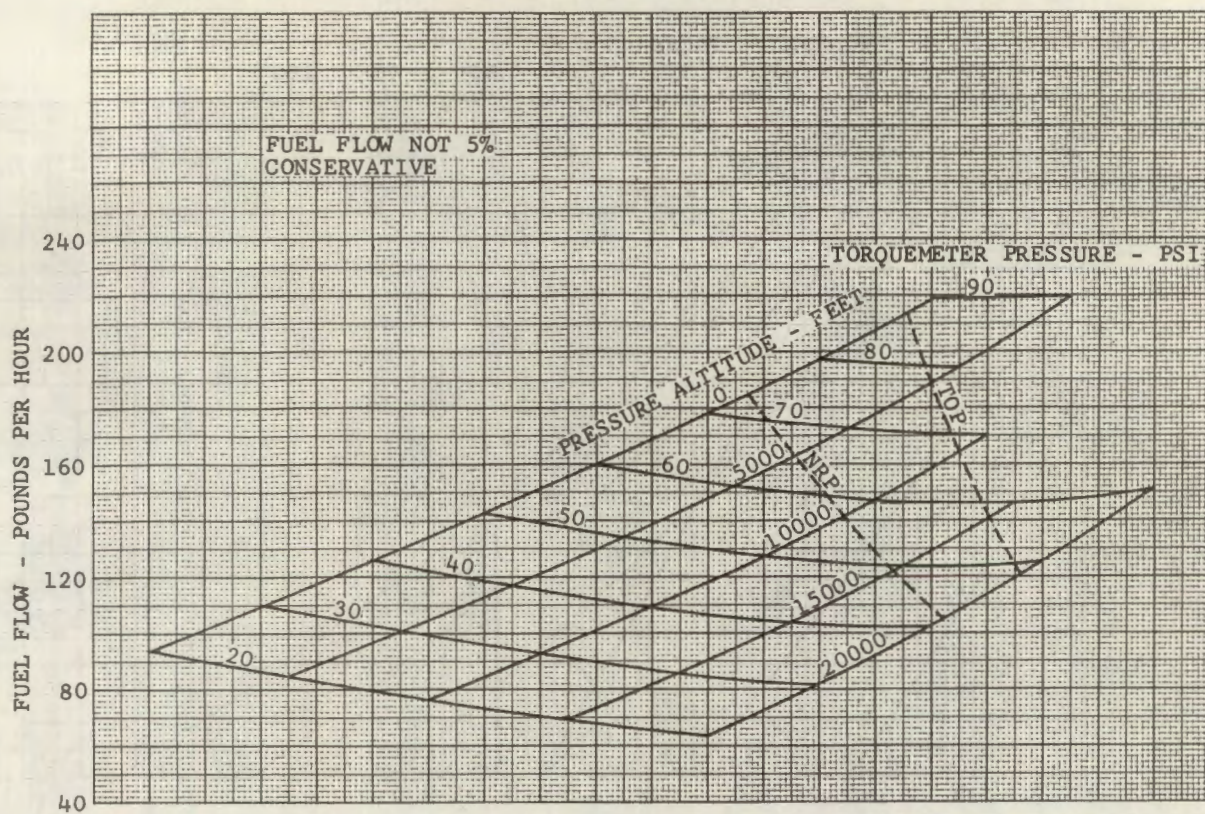 FUEL FLOW NOT 5%
CONSERVATIVE
240
200
160
120
80
40
FUEL FLOW - POUNDS PER HOUR
TORQUEMETER PRESSURE - PSI
90
80
70
60
50
40
30
20
PRESSURE ALTITUDE - FEET
0
5000
10000
15000
20000
TOP
NRP